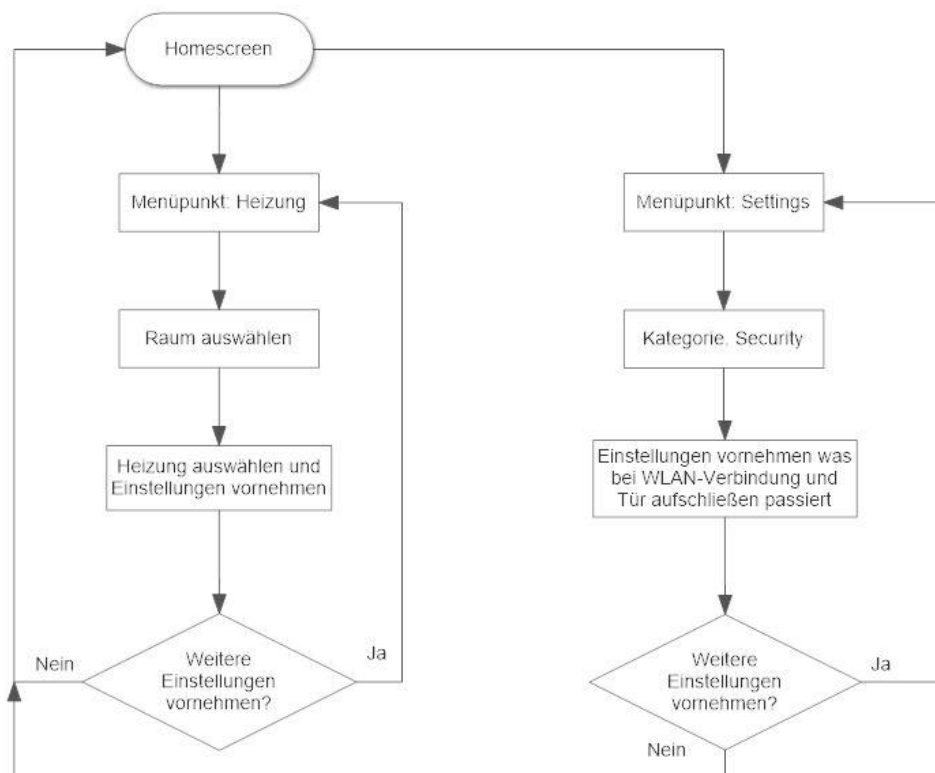 Homescreen
Menüpunkt: Heizung
Raum auswählen
Heizung auswählen und
Einstellungen vornehmen
Weitere
Einstellungen
vornehmen?
Nein
Ja
Menüpunkt: Settings
Kategorie. Security
Einstellungen vornehmen was
bei WLAN-Verbindung und
Tür aufschließen passiert
Weitere
Einstellungen
vornehmen?
Ja
Nein